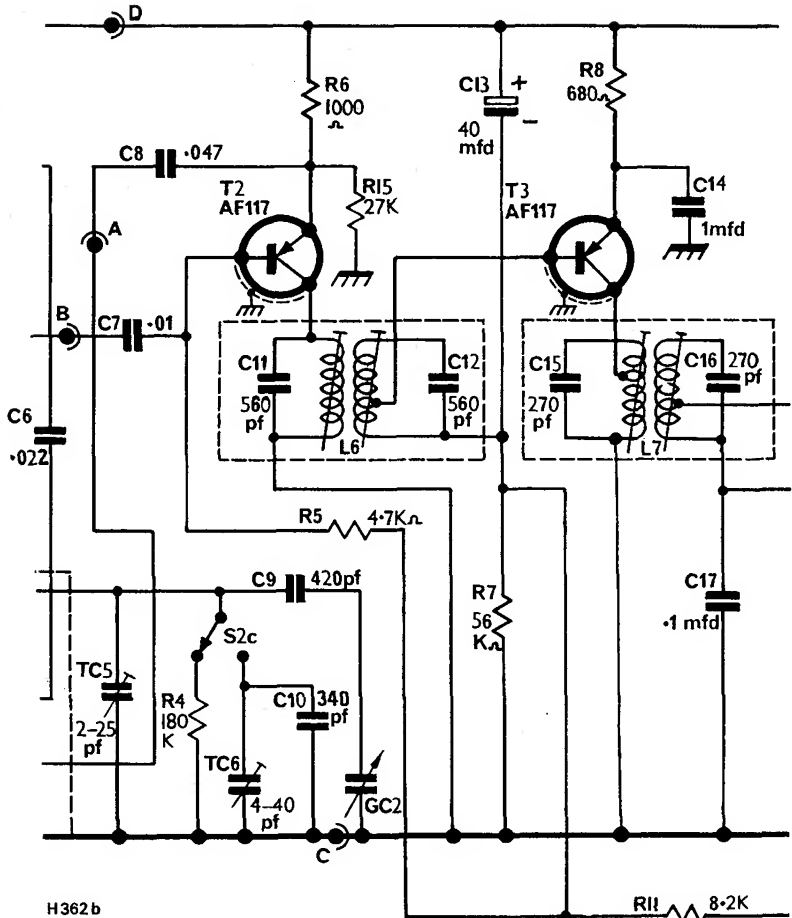 D
R6
1000
Ω
C13
+
40
mfd
−
R8
680Ω
C8
·047
T2
AF117
R15
27K
T3
AF117
C14
1mfd
A
B
C7
·01
C11
560
pf
L6
C12
560
pf
C15
270
pf
L7
C16
270
pf
C6
·022
R5
4·7KΩ
C9
420pf
R7
56
KΩ
C17
·1 mfd
S2c
TC5
2–25
pf
R4
180
K
C10
340
pf
TC6
4–40
pf
GC2
C
H362b
R11
8·2K